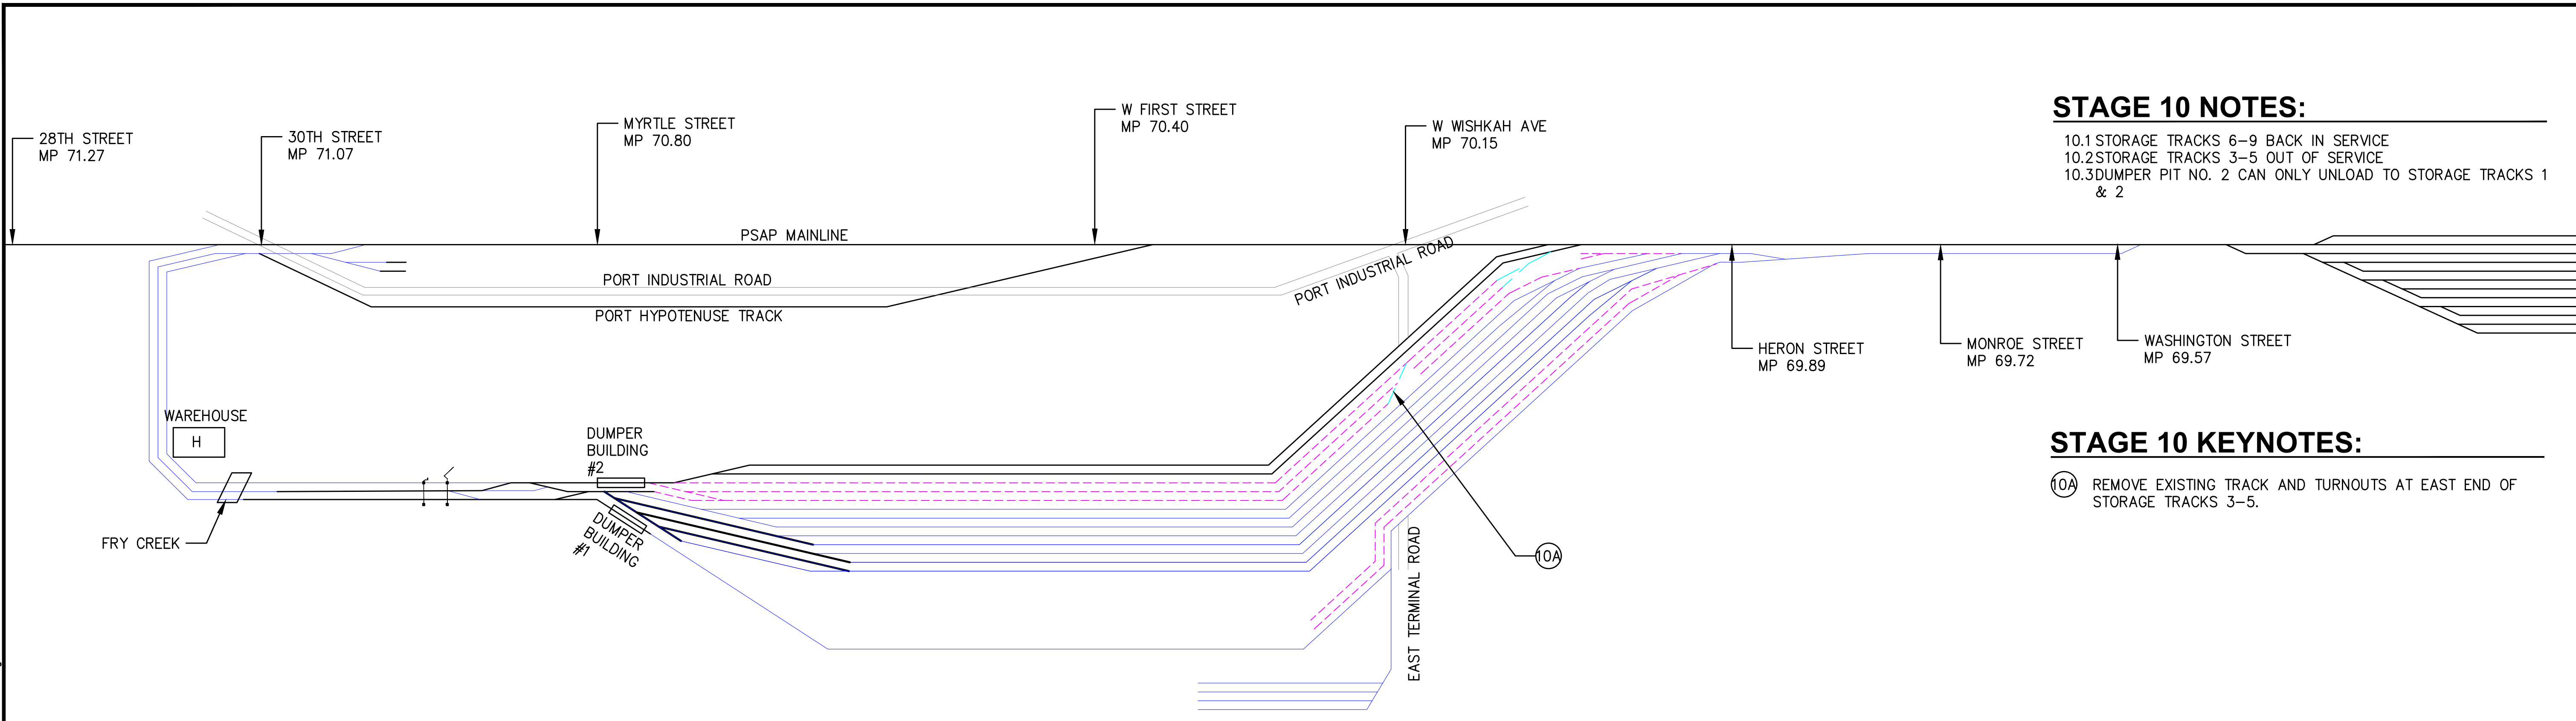 28TH STREET
MP 71.27
30TH STREET
MP 71.07
MYRTLE STREET
MP 70.80
W FIRST STREET
MP 70.40
W WISHKAH AVE
MP 70.15
STAGE 10 NOTES:
10.1 STORAGE TRACKS 6-9 BACK IN SERVICE
10.2 STORAGE TRACKS 3-5 OUT OF SERVICE
10.3 DUMPER PIT NO. 2 CAN ONLY UNLOAD TO STORAGE TRACKS 1
& 2
PSAP MAINLINE
PORT INDUSTRIAL ROAD
PORT INDUSTRIAL ROAD
PORT HYPOTENUSE TRACK
HERON STREET
MP 69.89
MONROE STREET
MP 69.72
WASHINGTON STREET
MP 69.57
WAREHOUSE
H
DUMPER
BUILDING
#2
DUMPER
BUILDING
#1
FRY CREEK
EAST TERMINAL ROAD
10A
STAGE 10 KEYNOTES:
10A REMOVE EXISTING TRACK AND TURNOUTS AT EAST END OF
STORAGE TRACKS 3-5.